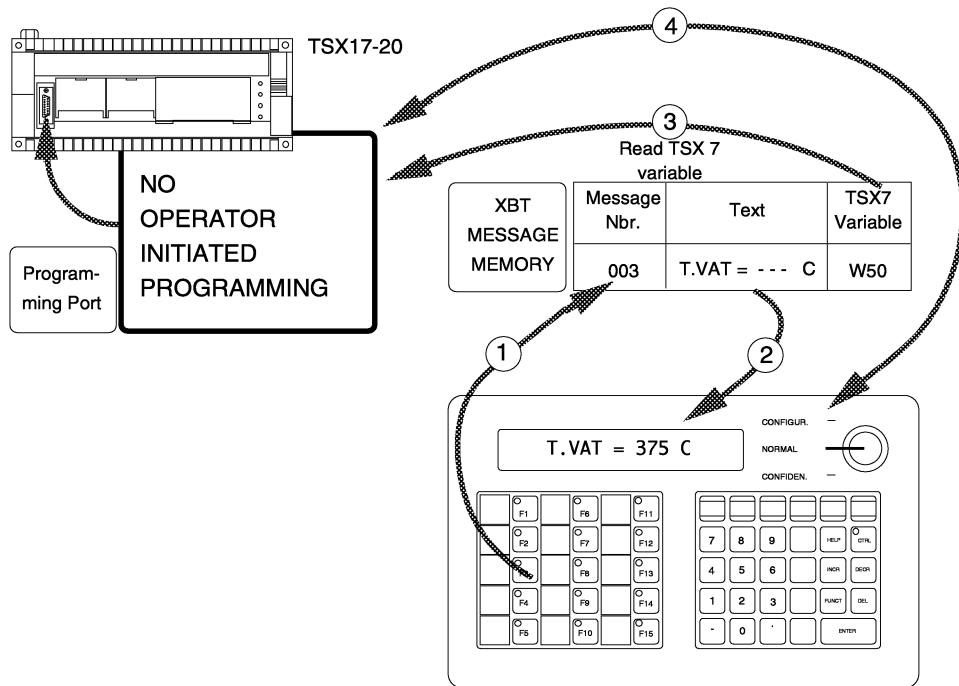 TSX17-20
4
3
Read TSX 7
variable
NO
OPERATOR
INITIATED
PROGRAMMING
Program-
ming Port
XBT
MESSAGE
MEMORY
Message
Nbr.
Text
TSX7
Variable
003
T.VAT = --- C
W50
1
2
T.VAT = 375 C
CONFIGUR.
NORMAL
CONFIDEN.
F1
F6
F11
F2
F7
F12
F8
F13
F4
F9
F14
F5
F10
F15
7
8
9
HELP
CTRL
4
5
6
INCR
DECR
1
2
3
FUNCT
DEL
-
0
.
ENTER